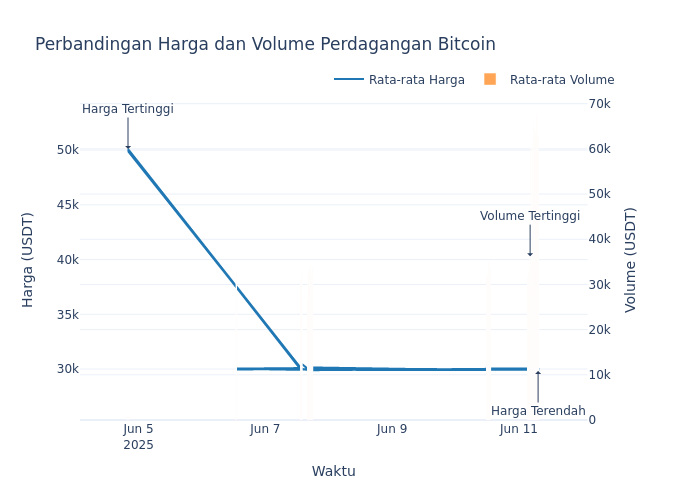 Perbandingan Harga dan Volume Perdagangan Bitcoin
Rata-rata Harga
Rata-rata Volume
Harga Tertinggi
Volume Tertinggi
Harga Terendah
Harga (USDT)
50k
45k
40k
35k
30k
Volume (USDT)
70k
60k
50k
40k
30k
20k
10k
0
Jun 5
2025
Jun 7
Jun 9
Jun 11
Waktu